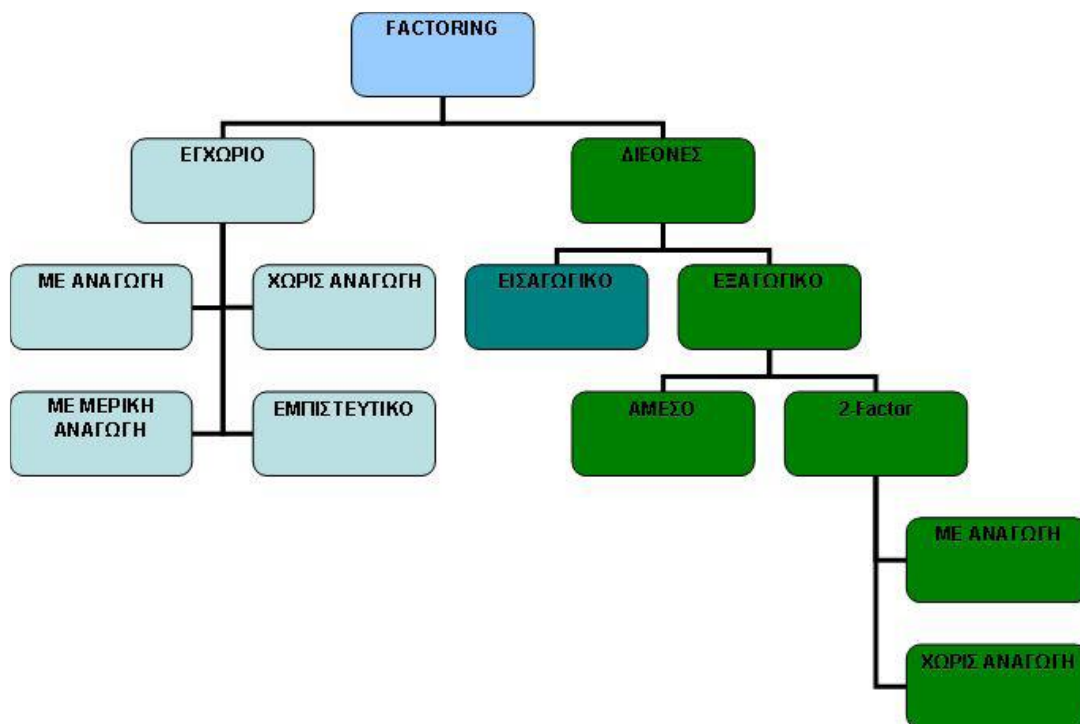 FACTORING
ΕΓΧΩΡΙΟ
ΔΙΕΘΝΕΣ
ΜΕ ΑΝΑΓΩΓΗ
ΧΩΡΙΣ ΑΝΑΓΩΓΗ
ΕΙΣΑΓΩΓΙΚΟ
ΕΞΑΓΩΓΙΚΟ
ΜΕ ΜΕΡΙΚΗ
ΑΝΑΓΩΓΗ
ΕΜΠΙΣΤΕΥΤΙΚΟ
ΑΜΕΣΟ
2-Factor
ΜΕ ΑΝΑΓΩΓΗ
ΧΩΡΙΣ ΑΝΑΓΩΓΗ